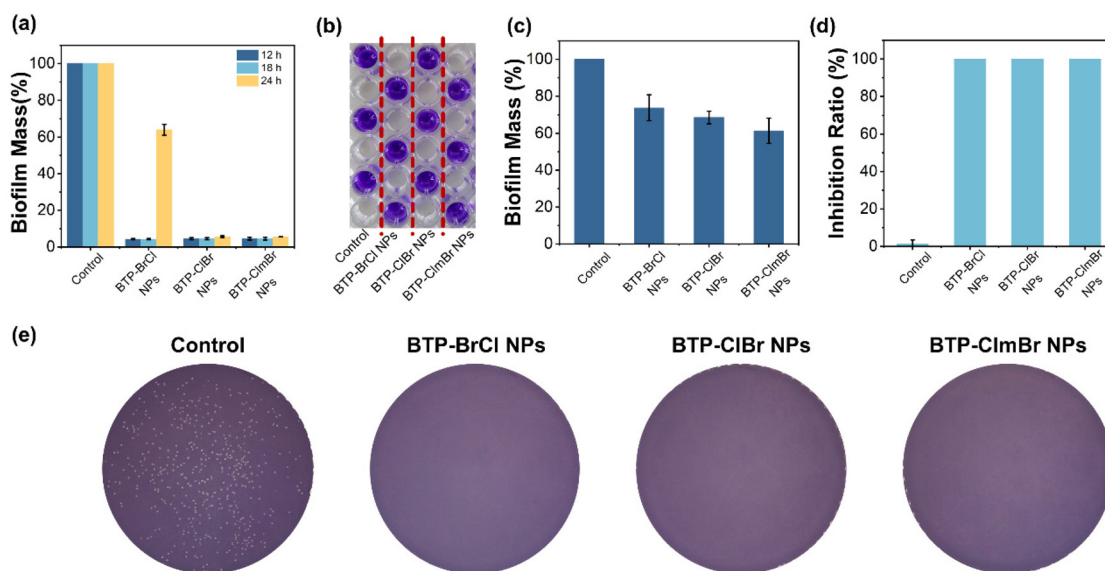 (a)
Biofilm Mass(%)
100
80
60
40
20
0
12 h
18 h
24 h
Control
BTP-BrCl
NPs
BTP-ClBr
NPs
BTP-ClmBr
NPs
(b)
Control
BTP-BrCl NPs
BTP-ClBr NPs
BTP-ClmBr NPs
(c)
Biofilm Mass (%)
100
80
60
40
20
0
Control
BTP-BrCl
NPs
BTP-ClBr
NPs
BTP-ClmBr
NPs
(d)
Inhibition Ratio (%)
100
80
60
40
20
0
Control
BTP-BrCl
NPs
BTP-ClBr
NPs
BTP-ClmBr
NPs
(e)
Control
BTP-BrCl NPs
BTP-ClBr NPs
BTP-ClmBr NPs